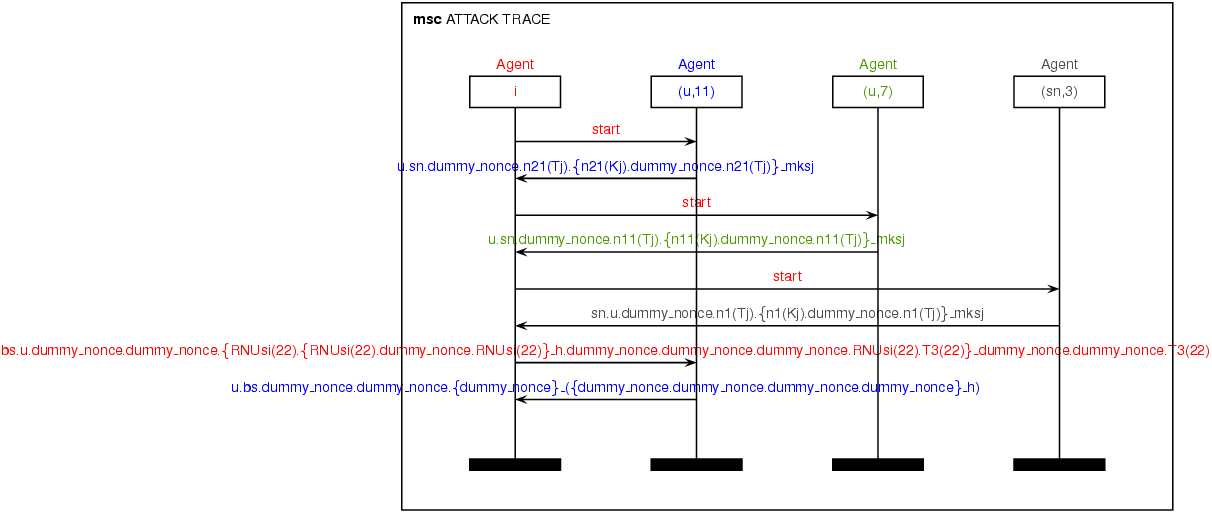 msc ATTACK TRACE
Agent Agent Agent Agent
i (u,11) (u,7) (sn,3)
start
u.sn.dummy_nonce.n21(Tj).{n21(Kj).dummy_nonce.n21(Tj)}_mksj
start
u.sn.dummy_nonce.n11(Tj).{n11(Kj).dummy_nonce.n11(Tj)}_mksj
start
sn.u.dummy_nonce.n1(Tj).{n1(Kj).dummy_nonce.n1(Tj)}_mksj
bs.u.dummy_nonce.dummy_nonce.{RNUsi(22).{RNUsi(22).dummy_nonce.RNUsi(22)}_h.dummy_nonce.dummy_nonce.dummy_nonce.RNUsi(22).T3(22)}_dummy_nonce.dummy_nonce.T3(22)
u.bs.dummy_nonce.dummy_nonce.{dummy_nonce}_({dummy_nonce.dummy_nonce.dummy_nonce.dummy_nonce}_h)